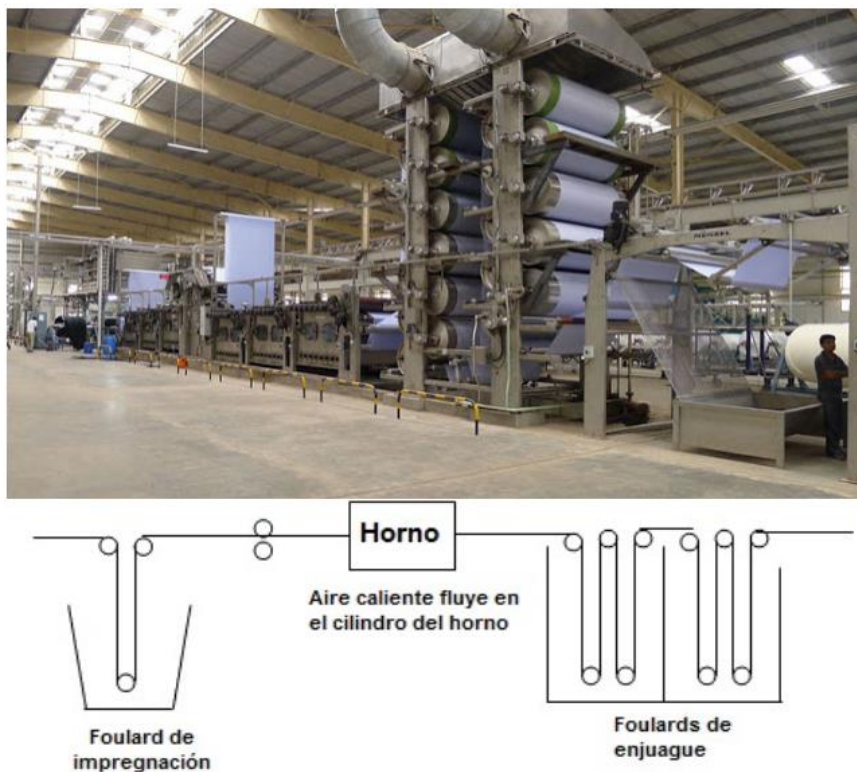 Horno
Aire caliente fluye en
el cilindro del horno
Foulard de
impregnación
Foulards de
enjuague